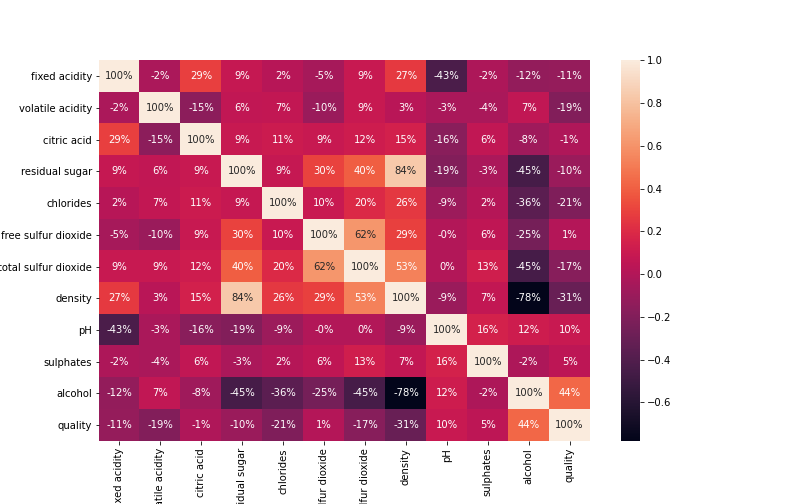 fixed acidity 100% -2% 29% 9% 2% -5% 9% 27% -43% -2% -12% -11%
volatile acidity -2% 100% -15% 6% 7% -10% 9% 3% -3% -4% 7% -19%
citric acid 29% -15% 100% 9% 11% 9% 12% 15% -16% 6% -8% -1%
residual sugar 9% 6% 9% 100% 9% 30% 40% 84% -19% -3% -45% -10%
chlorides 2% 7% 11% 9% 100% 10% 20% 26% -9% 2% -36% -21%
free sulfur dioxide -5% -10% 9% 30% 10% 100% 62% 29% -0% 6% -25% 1%
total sulfur dioxide 9% 9% 12% 40% 20% 62% 100% 53% 0% 13% -45% -17%
density 27% 3% 15% 84% 26% 29% 53% 100% -9% 7% -78% -31%
pH -43% -3% -16% -19% -9% -0% 0% -9% 100% 16% 12% 10%
sulphates -2% -4% 6% -3% 2% 6% 13% 7% 16% 100% -2% 5%
alcohol -12% 7% -8% -45% -36% -25% -45% -78% 12% -2% 100% 44%
quality -11% -19% -1% -10% -21% 1% -17% -31% 10% 5% 44% 100%
xed acidity
atile acidity
citric acid
idual sugar
chlorides
lfur dioxide
fur dioxide
density
pH
sulphates
alcohol
quality
1.0
0.8
0.6
0.4
0.2
0.0
−0.2
−0.4
−0.6